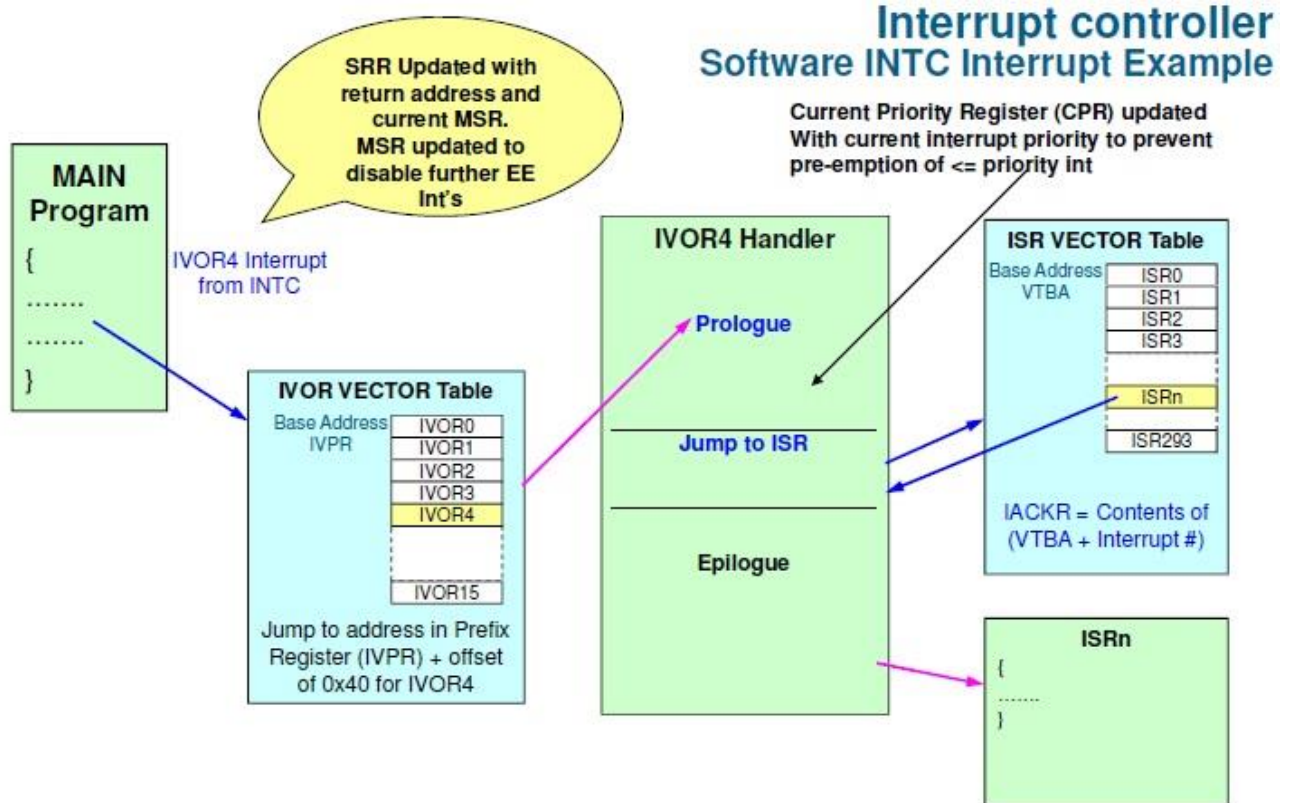 Interrupt controller
Software INTC Interrupt Example
SRR Updated with
return address and
current MSR.
MSR updated to
disable further EE
Int's
Current Priority Register (CPR) updated
With current interrupt priority to prevent
pre-emption of <= priority int
MAIN
Program
{
.......
.......
}
IVOR4 Interrupt
from INTC
IVOR VECTOR Table
Base Address
IVPR
IVOR0
IVOR1
IVOR2
IVOR3
IVOR4
IVOR15
Jump to address in Prefix
Register (IVPR) + offset
of 0x40 for IVOR4
IVOR4 Handler
Prologue
Jump to ISR
Epilogue
ISR VECTOR Table
Base Address
VTBA
ISR0
ISR1
ISR2
ISR3
ISRn
ISR293
IACKR = Contents of
(VTBA + Interrupt #)
ISRn
{
.......
}